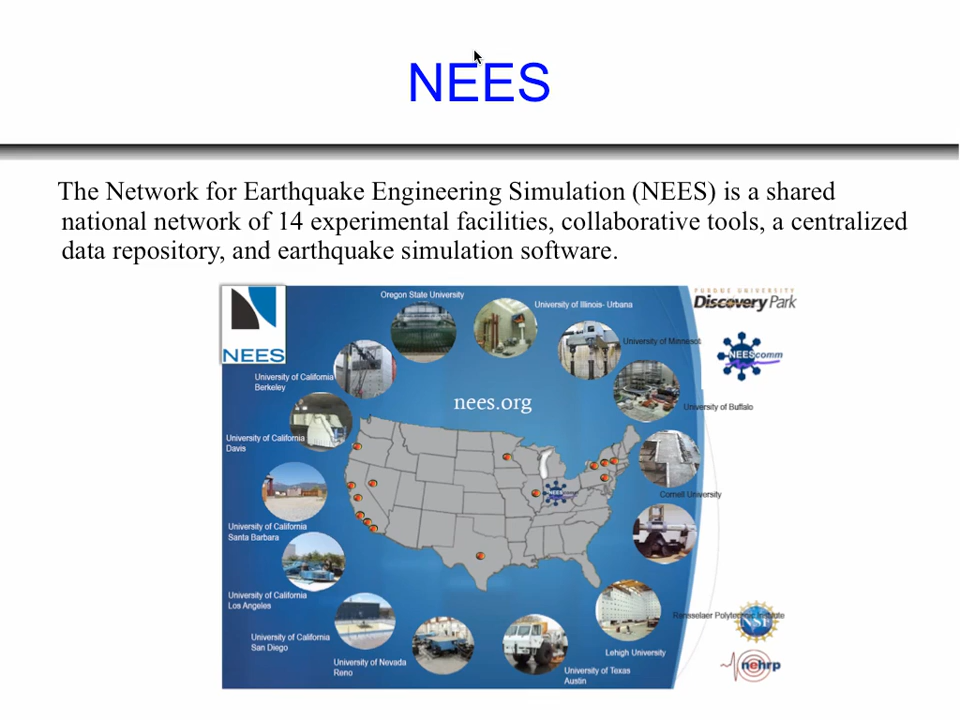 NEES
The Network for Earthquake Engineering Simulation (NEES) is a shared
national network of 14 experimental facilities, collaborative tools, a centralized
data repository, and earthquake simulation software.
NEES
Oregon State University
University of Illinois- Urbana
PURDUE UNIVERSITY
Discovery Park
University of Minnesot
NEEScomm
University of California
Berkeley
nees.org
University of Buffalo
University of California
Davis
Cornell University
University of California
Santa Barbara
University of California
Los Angeles
Rensselaer Polytechnic Institute
NSF
University of California
San Diego
Lehigh University
University of Nevada
Reno
University of Texas
Austin
nehrp